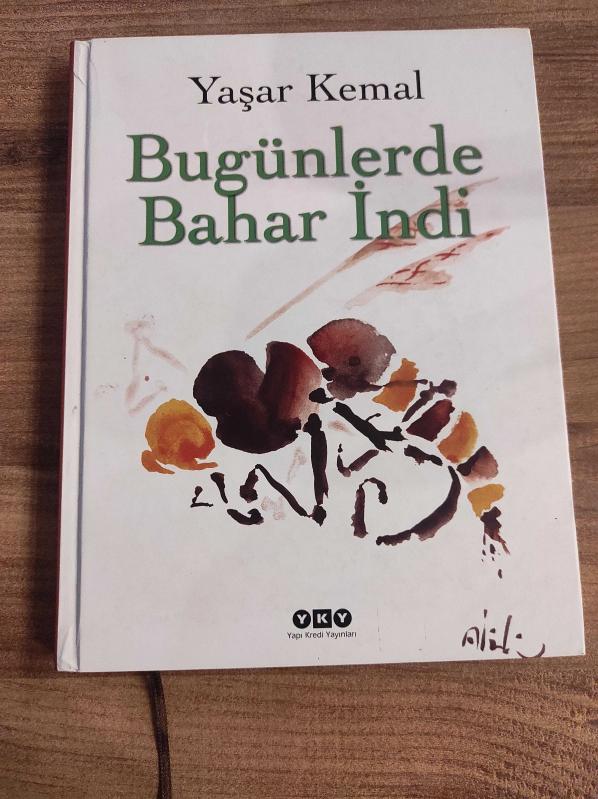 Yaşar Kemal
Bugünlerde
Bahar İndi
YKY
Yapı Kredi Yayınları